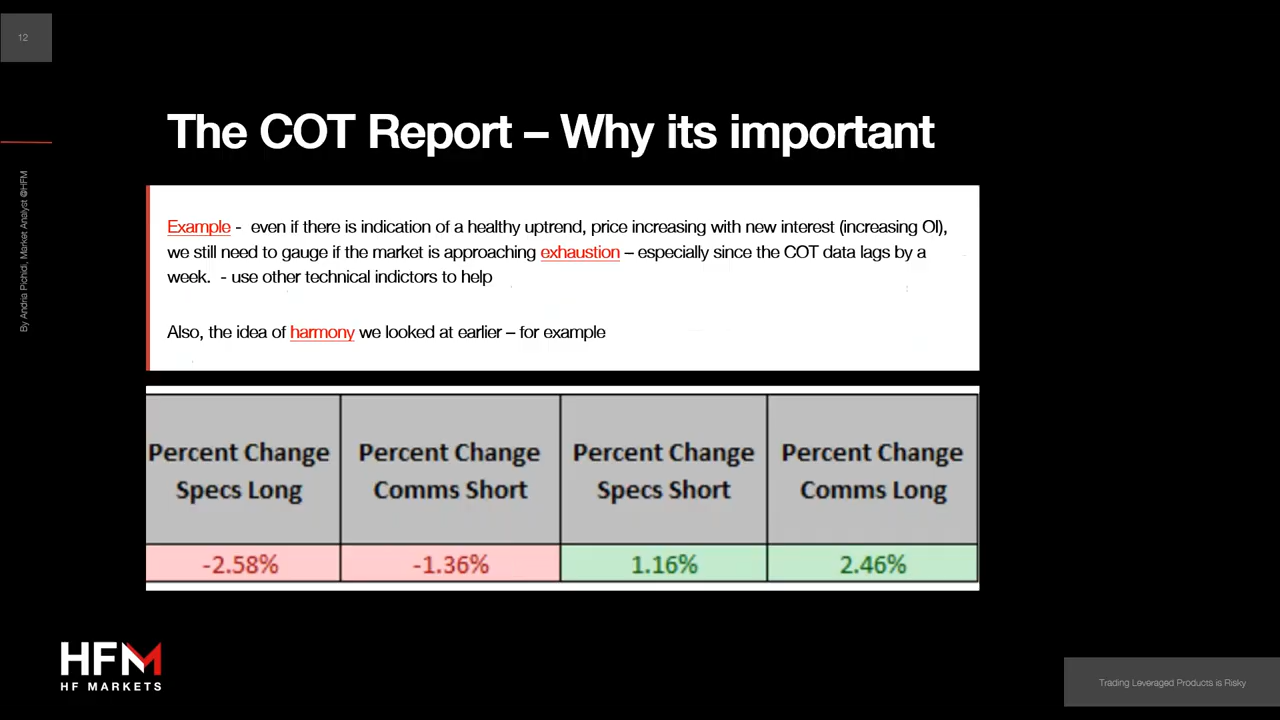 12
By Andria Pichidi, Market Analyst @HFM
The COT Report – Why its important
Example - even if there is indication of a healthy uptrend, price increasing with new interest (increasing OI),
we still need to gauge if the market is approaching exhaustion – especially since the COT data lags by a
week. - use other technical indictors to help
Also, the idea of harmony we looked at earlier – for example
Percent Change Specs Long
Percent Change Comms Short
Percent Change Specs Short
Percent Change Comms Long
-2.58% -1.36% 1.16% 2.46%
HFM
HF MARKETS
Trading Leveraged Products is Risky